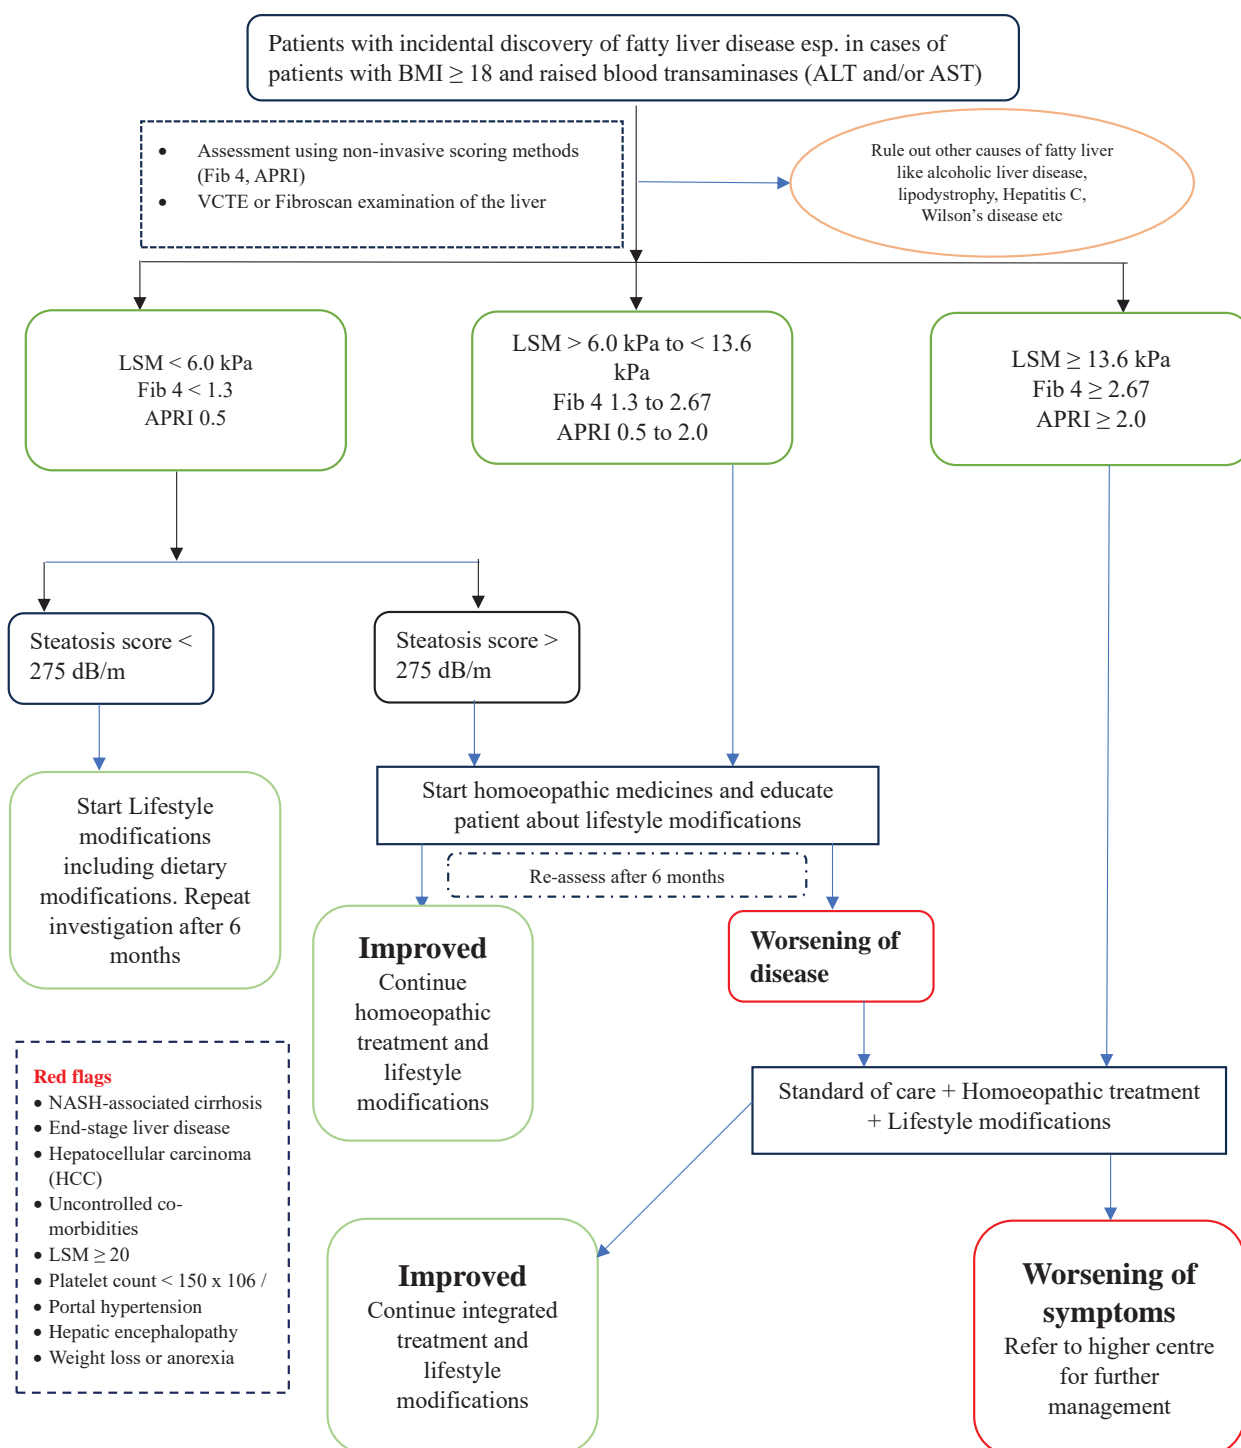 Patients with incidental discovery of fatty liver disease esp. in cases of
patients with BMI ≥ 18 and raised blood transaminases (ALT and/or AST)
• Assessment using non-invasive scoring methods
(Fib 4, APRI)
• VCTE or Fibroscan examination of the liver
Rule out other causes of fatty liver
like alcoholic liver disease,
lipodystrophy, Hepatitis C,
Wilson’s disease etc
LSM < 6.0 kPa
Fib 4 < 1.3
APRI 0.5
LSM > 6.0 kPa to < 13.6
kPa
Fib 4 1.3 to 2.67
APRI 0.5 to 2.0
LSM ≥ 13.6 kPa
Fib 4 ≥ 2.67
APRI ≥ 2.0
Steatosis score <
275 dB/m
Steatosis score >
275 dB/m
Start Lifestyle
modifications
including dietary
modifications. Repeat
investigation after 6
months
Start homoeopathic medicines and educate
patient about lifestyle modifications
Re-assess after 6 months
Improved
Continue
homoeopathic
treatment and
lifestyle
modifications
Worsening of
disease
Standard of care + Homoeopathic treatment
+ Lifestyle modifications
Red flags
• NASH-associated cirrhosis
• End-stage liver disease
• Hepatocellular carcinoma
(HCC)
• Uncontrolled co-
morbidities
• LSM ≥ 20
• Platelet count < 150 x 106 /
• Portal hypertension
• Hepatic encephalopathy
• Weight loss or anorexia
Improved
Continue integrated
treatment and
lifestyle
modifications
Worsening of
symptoms
Refer to higher centre
for further
management